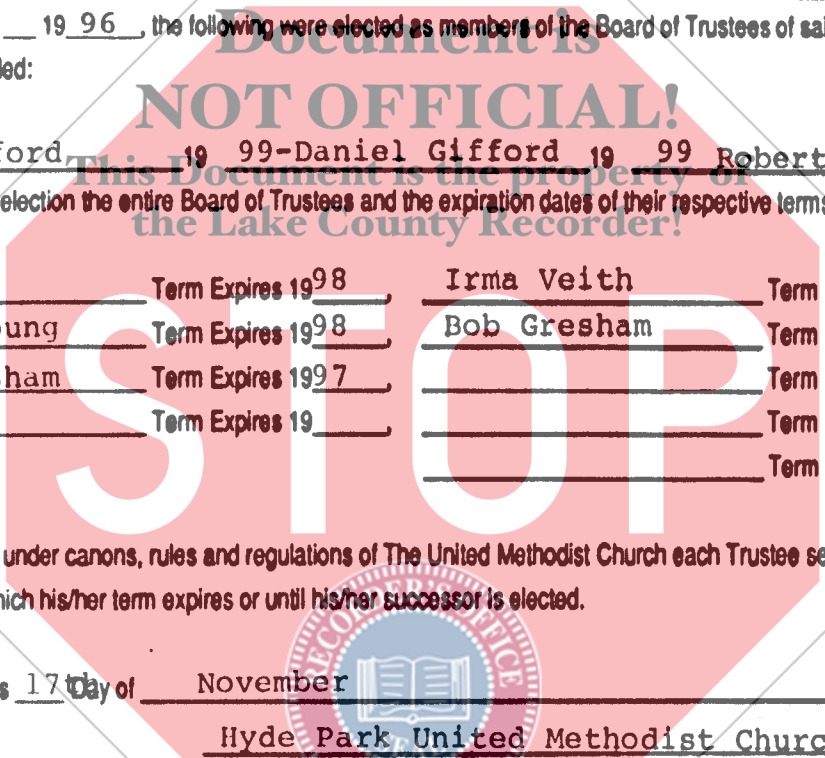 19 96 , the following were elected as members of the Board of Trustees of sai
led:
Document is
NOT OFFICIAL!
ford 19 99-Daniel Gifford 19 99 Robert
This Document is the property of
election the entire Board of Trustees and the expiration dates of their respective terms
the Lake County Recorder!
Term Expires 1998, Irma Veith Term
ung Term Expires 1998, Bob Gresham Term
ham Term Expires 1997, Term
Term Expires 19 , Term
Term
STOP
under canons, rules and regulations of The United Methodist Church each Trustee se
hich his/her term expires or until his/her successor is elected.
RECORDER'S OFFICE
s 17th Day of November
Hyde Park United Methodist Churc